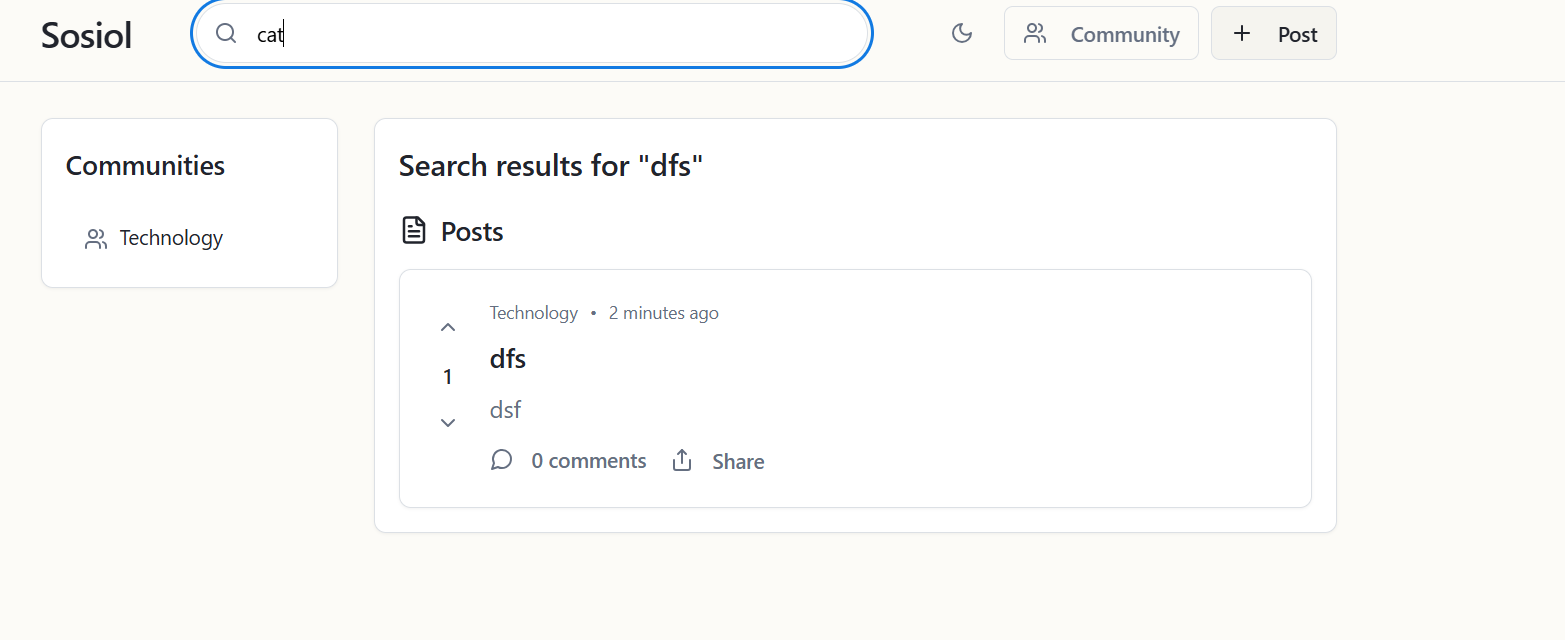 Sosiol
cat
Community
Post
Communities
Technology
Search results for "dfs"
Posts
Technology • 2 minutes ago
dfs
1
dsf
0 comments
Share